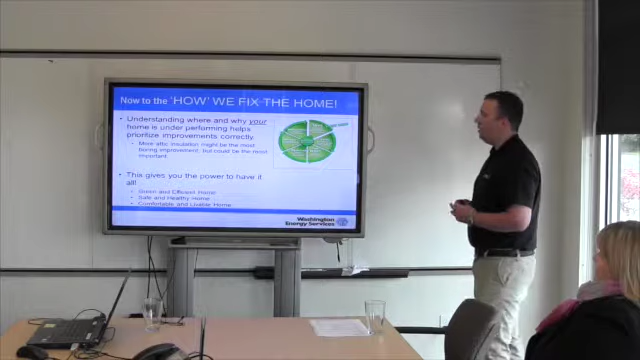 Now to the 'HOW' WE FIX THE HOME!
• Understanding where and why your
home is under performing helps
prioritize improvements correctly.
• More attic insulation might be the most
boring improvement, but could be the most
important.
• This gives you the power to have it
all!
• Green and Efficient Home
• Safe and Healthy Home
• Comfortable and Livable Home
Washington
Energy Services